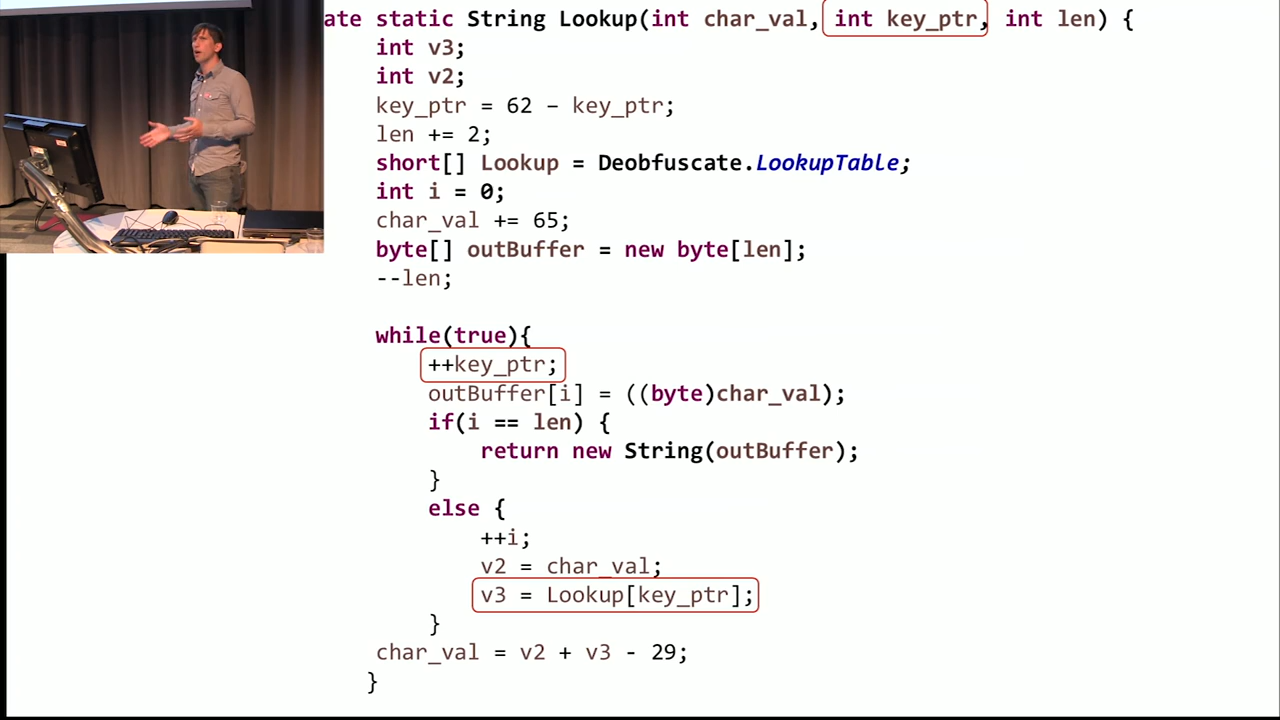 ate static String Lookup(int char_val, int key_ptr, int len) {
int v3;
int v2;
key_ptr = 62 – key_ptr;
len += 2;
short[] Lookup = Deobfuscate.LookupTable;
int i = 0;
char_val += 65;
byte[] outBuffer = new byte[len];
--len;
while(true){
++key_ptr;
outBuffer[i] = ((byte)char_val);
if(i == len) {
return new String(outBuffer);
}
else {
++i;
v2 = char_val;
v3 = Lookup[key_ptr];
}
char_val = v2 + v3 - 29;
}